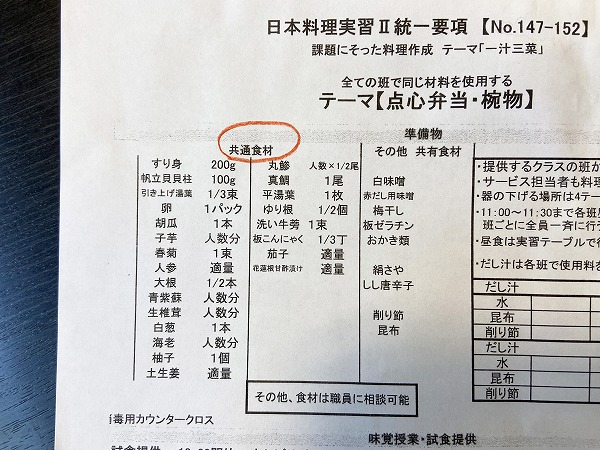 日本料理実習Ⅱ統一要項 【No.147-152】
課題にそった料理作成 テーマ「一汁三菜」
全ての班で同じ材料を使用する
テーマ【点心弁当・椀物】
準備物
共通食材
その他 共有食材
すり身 200g 丸鯵 人数×1/2尾
帆立貝貝柱 100g 真鯛 1尾 白味噌
引き上げ湯葉 1/3束 平湯葉 1枚 赤だし用味噌
卵 1パック ゆり根 1/2個 梅干し
胡瓜 1本 洗い牛蒡 1束 板ゼラチン
子芋 人数分 板こんにゃく 1/3丁 おかき類
春菊 1束 茄子 適量
人参 適量 花蓮根甘酢漬け 適量 絹さや
大根 1/2本 しし唐辛子
青紫蘇 人数分
生椎茸 人数分 削り節
白葱 1本 昆布
海老 人数分
柚子 1個
土生姜 適量
その他、食材は職員に相談可能
・提供するクラスの班が
・サービス担当者も料理
・器の下げる場所は4テー
・11:00～11:30まで各班
班ごとに全員一斉に行う
・昼食は実習テーブルで行
・だし汁は各班で使用料を
だし汁
水
昆布
削り節
だし汁
水
昆布
削り節
毒用カウンタークロス
味覚授業・試食提供